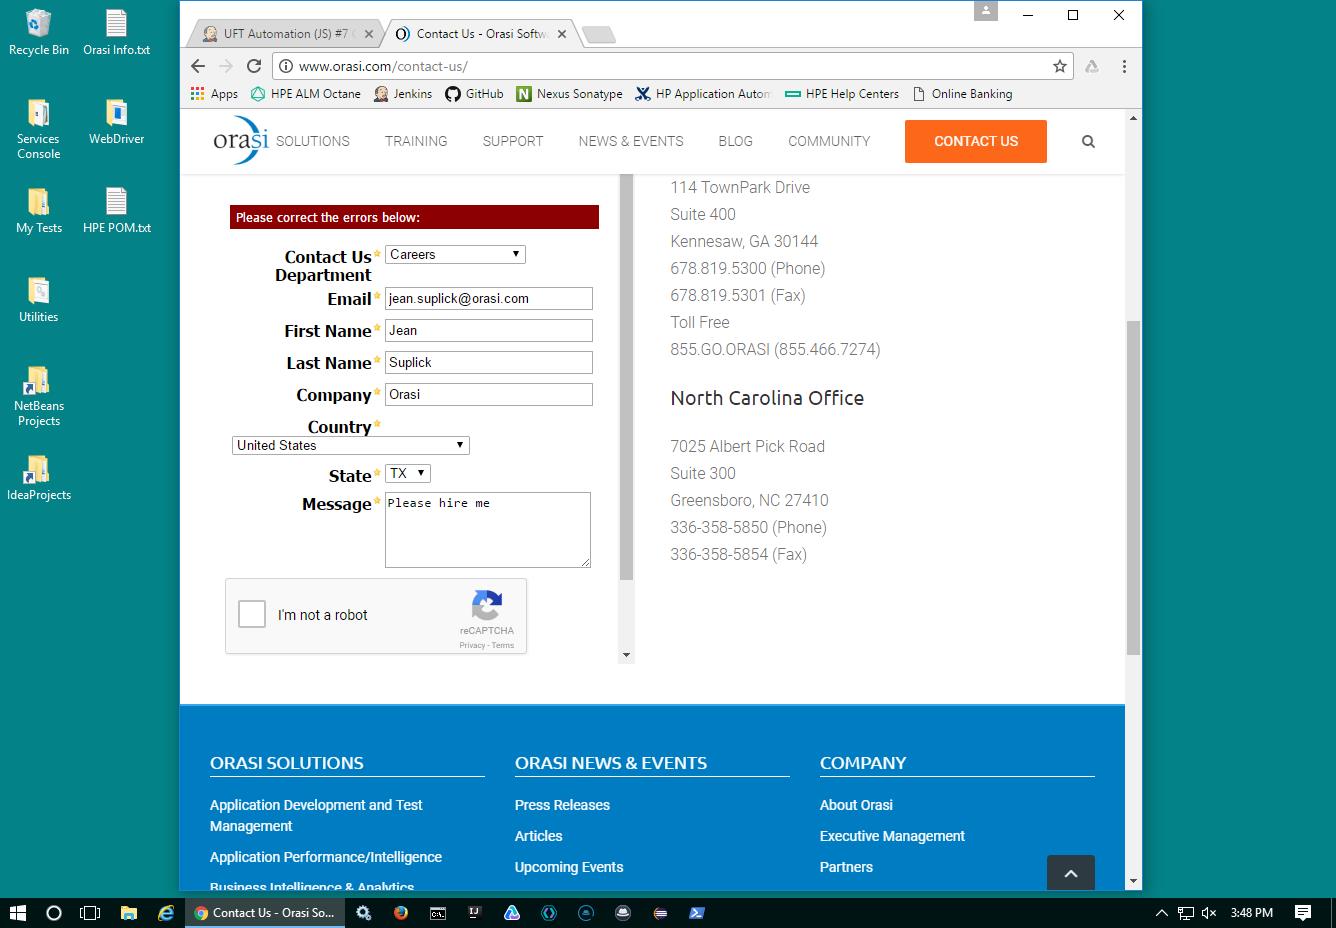 Recycle Bin
Orasi Info.txt
Services
Console
WebDriver
My Tests
HPE POM.txt
Utilities
NetBeans
Projects
IdeaProjects
UFT Automation (JS) #7
Contact Us - Orasi Softw
www.orasi.com/contact-us/
Apps
HPE ALM Octane
Jenkins
GitHub
Nexus Sonatype
HP Application Autom
HPE Help Centers
Online Banking
orasi
SOLUTIONS
TRAINING
SUPPORT
NEWS & EVENTS
BLOG
COMMUNITY
CONTACT US
Please correct the errors below:
Contact Us
Department
Careers
Email
jean.suplick@orasi.com
First Name
Jean
Last Name
Suplick
Company
Orasi
Country
United States
State
TX
Message
Please hire me
I'm not a robot
reCAPTCHA
Privacy - Terms
114 TownPark Drive
Suite 400
Kennesaw, GA 30144
678.819.5300 (Phone)
678.819.5301 (Fax)
Toll Free
855.GO.ORASI (855.466.7274)
North Carolina Office
7025 Albert Pick Road
Suite 300
Greensboro, NC 27410
336-358-5850 (Phone)
336-358-5854 (Fax)
ORASI SOLUTIONS
Application Development and Test
Management
Application Performance/Intelligence
Business Intelligence & Analytics
ORASI NEWS & EVENTS
Press Releases
Articles
Upcoming Events
COMPANY
About Orasi
Executive Management
Partners
Contact Us - Orasi So...
3:48 PM